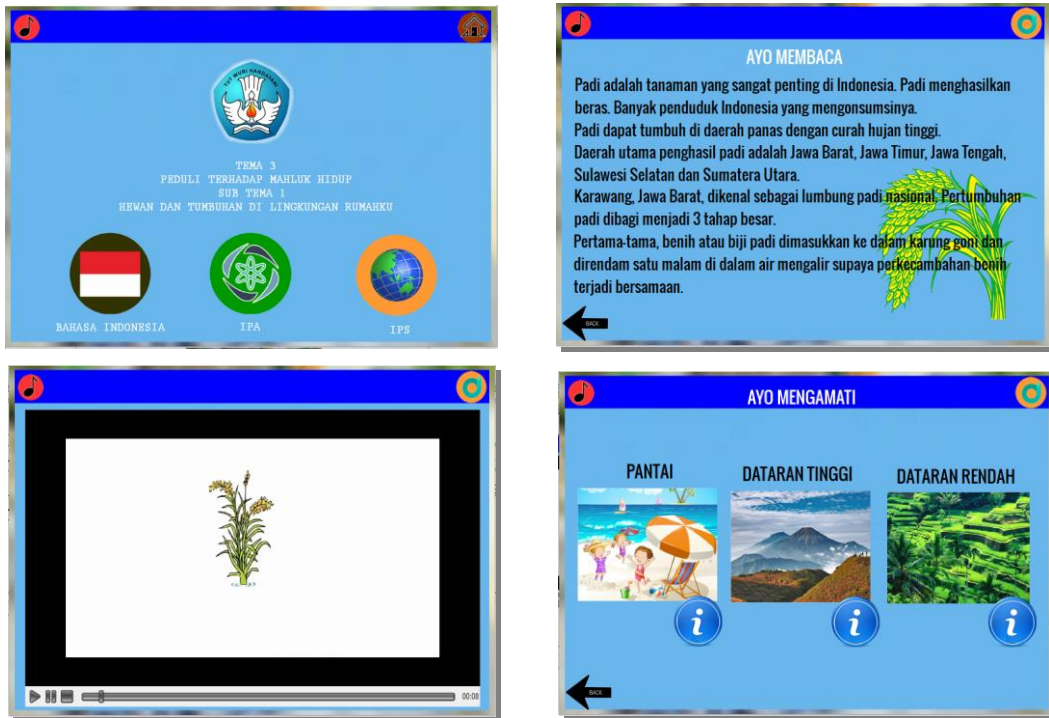 TUT WURI HANDAYANI
TEMA 3
PEDULI TERHADAP MAHLUK HIDUP
SUB TEMA 1
HEWAN DAN TUMBUHAN DI LINGKUNGAN RUMAHKU
BAHASA INDONESIA
IPA
IPS
AYO MEMBACA
Padi adalah tanaman yang sangat penting di Indonesia. Padi menghasilkan
beras. Banyak penduduk Indonesia yang mengonsumsinya.
Padi dapat tumbuh di daerah panas dengan curah hujan tinggi.
Daerah utama penghasil padi adalah Jawa Barat, Jawa Timur, Jawa Tengah,
Sulawesi Selatan dan Sumatera Utara.
Karawang, Jawa Barat, dikenal sebagai lumbung padi nasional. Pertumbuhan
padi dibagi menjadi 3 tahap besar.
Pertama-tama, benih atau biji padi dimasukkan ke dalam karung goni dan
direndam satu malam di dalam air mengalir supaya perkecambahan benih
terjadi bersamaan.
BACK
00:08
AYO MENGAMATI
PANTAI
DATARAN TINGGI
DATARAN RENDAH
i
i
i
BACK